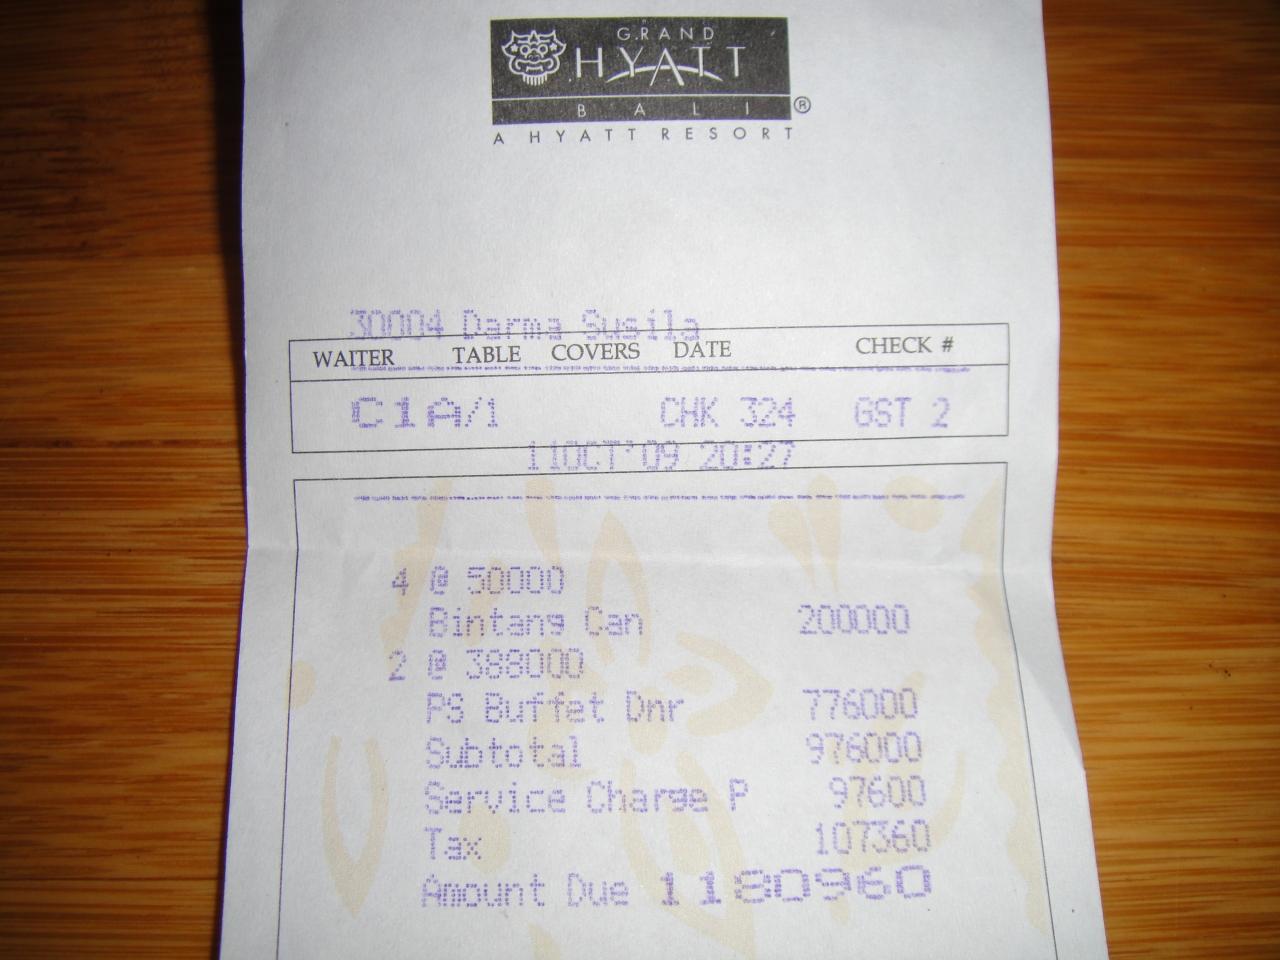 GRAND
HYATT
BALI ®
A HYATT RESORT
30004 Darma Susila
WAITER TABLE COVERS DATE CHECK #
C1A/1 CHK 324 GST 2
11OCT'09 20:27
4 @ 50000
Bintang Can 200000
2 @ 388000
PS Buffet Dnr 776000
Subtotal 976000
Service Charge P 97600
Tax 107360
Amount Due 1180960